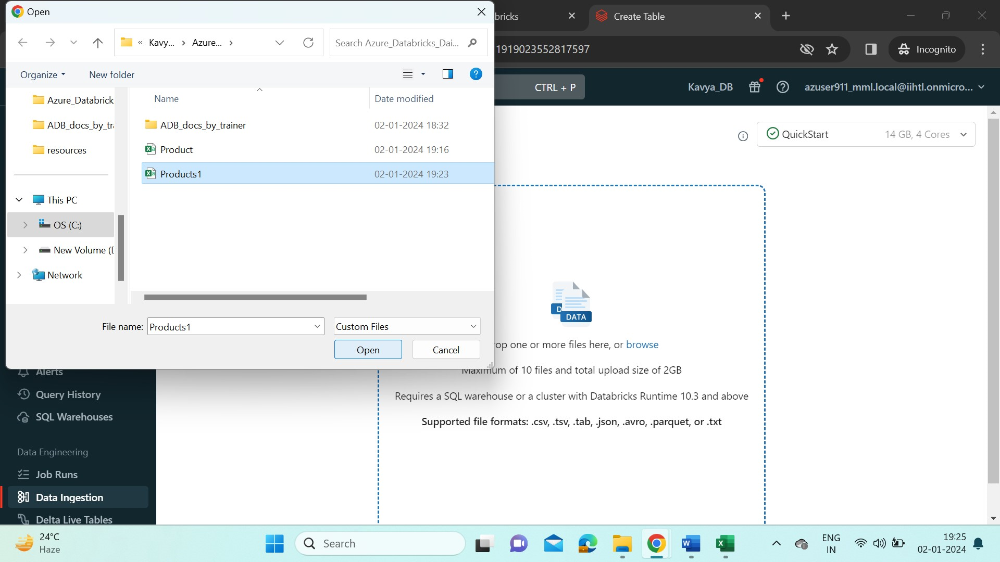 Open
bricks
Create Table
« Kavy... › Azure... ›
Search Azure_Databricks_Dai...
1919023552817597
Incognito
Organize
New folder
CTRL + P
Kavya_DB
azuser911_mml.local@iihtl.onmicro...
Azure_Databrick
ADB_docs_by_tr
resources
This PC
OS (C:)
New Volume (D
Network
Name
Date modified
ADB_docs_by_trainer
02-01-2024 18:32
Product
02-01-2024 19:16
Products1
02-01-2024 19:23
File name:
Products1
Custom Files
Open
Cancel
QuickStart
14 GB, 4 Cores
D
DATA
rop one or more files here, or browse
Maximum of 10 files and total upload size of 2GB
Requires a SQL warehouse or a cluster with Databricks Runtime 10.3 and above
Supported file formats: .csv, .tsv, .tab, .json, .avro, .parquet, or .txt
Alerts
Query History
SQL Warehouses
Data Engineering
Job Runs
Data Ingestion
Delta Live Tables
24°C
Haze
Search
ENG
IN
19:25
02-01-2024